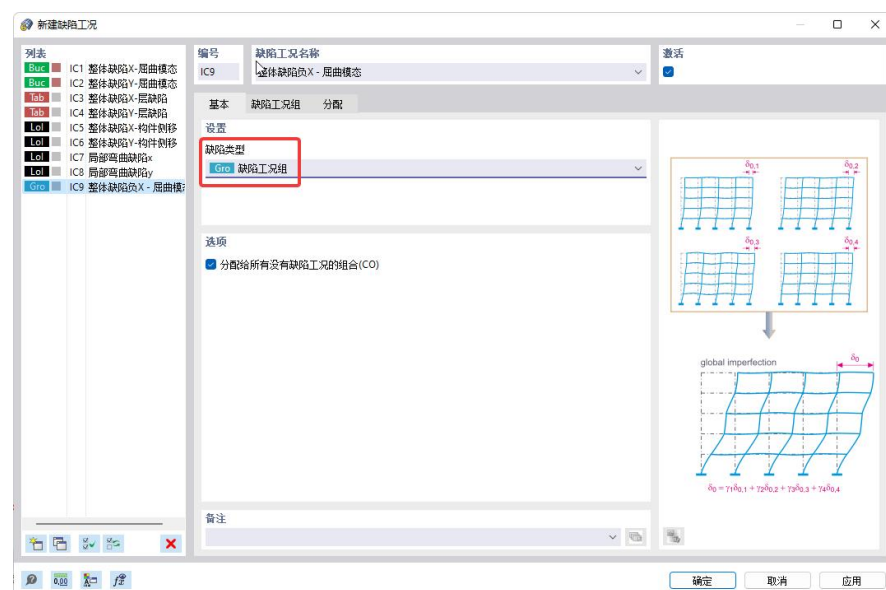 新建缺陷工况
列表
Buc IC1 整体缺陷X-屈曲模态
Buc IC2 整体缺陷Y-屈曲模态
Tab IC3 整体缺陷X-层缺陷
Tab IC4 整体缺陷Y-层缺陷
Lol IC5 整体缺陷X-构件侧移
Lol IC6 整体缺陷Y-构件侧移
Lol IC7 局部弯曲缺陷x
Lol IC8 局部弯曲缺陷y
Gro IC9 整体缺陷负X - 屈曲模态
编号
IC9
缺陷工况名称
整体缺陷负X - 屈曲模态
激活
基本 缺陷工况组 分配
设置
缺陷类型
Gro 缺陷工况组
选项
分配给所有没有缺陷工况的组合(CO)
备注
δ0,1 δ0,2
δ0,3 δ0,4
global imperfection δ0
δ0 = γ1δ0,1 + γ2δ0,2 + γ3δ0,3 + γ4δ0,4
0,00
确定 取消 应用